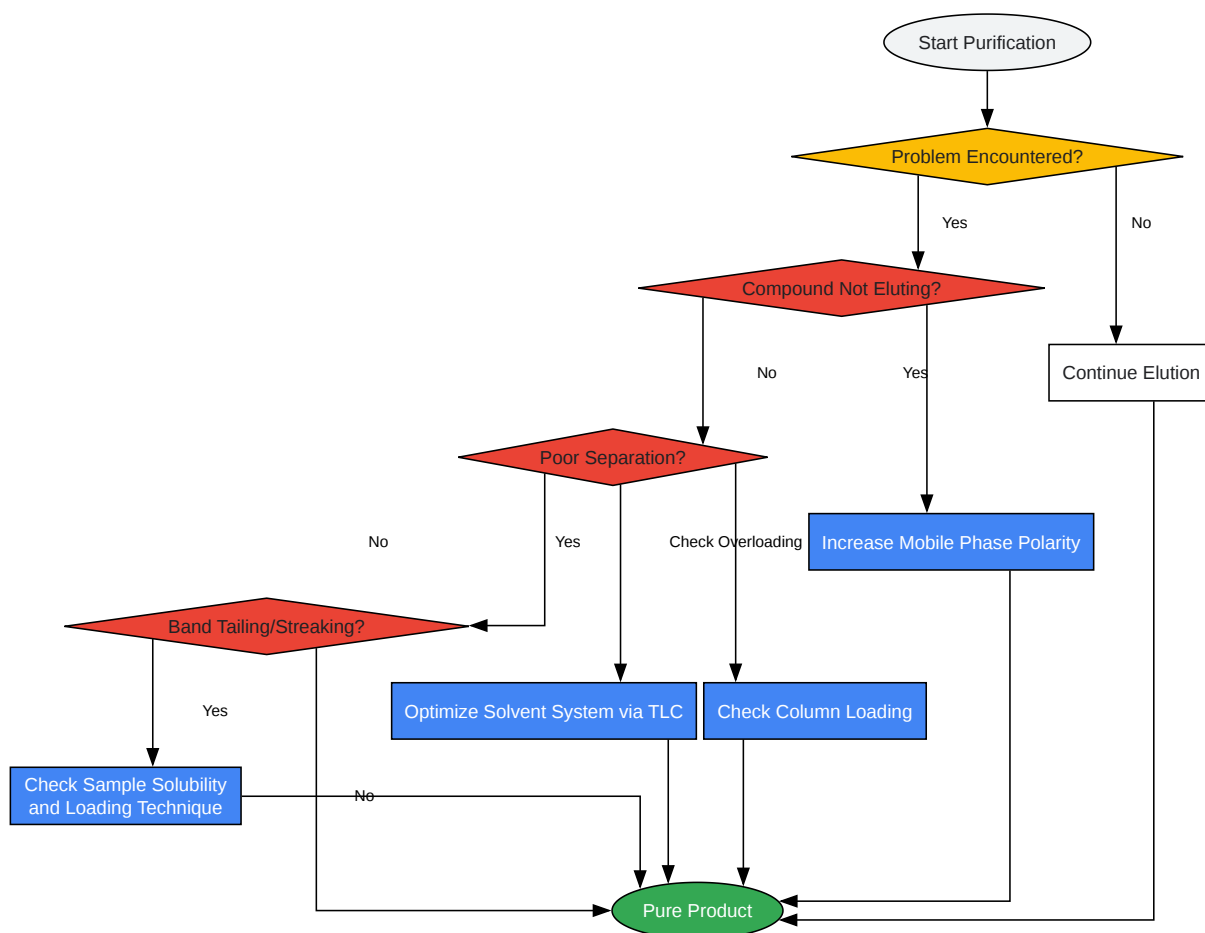 Start Purification
Problem Encountered?
Yes
No
Compound Not Eluting?
No
Yes
Continue Elution
Poor Separation?
No
Yes
Check Overloading
Increase Mobile Phase Polarity
Band Tailing/Streaking?
Yes
Optimize Solvent System via TLC
Check Column Loading
Check Sample Solubility
and Loading Technique
No
Pure Product